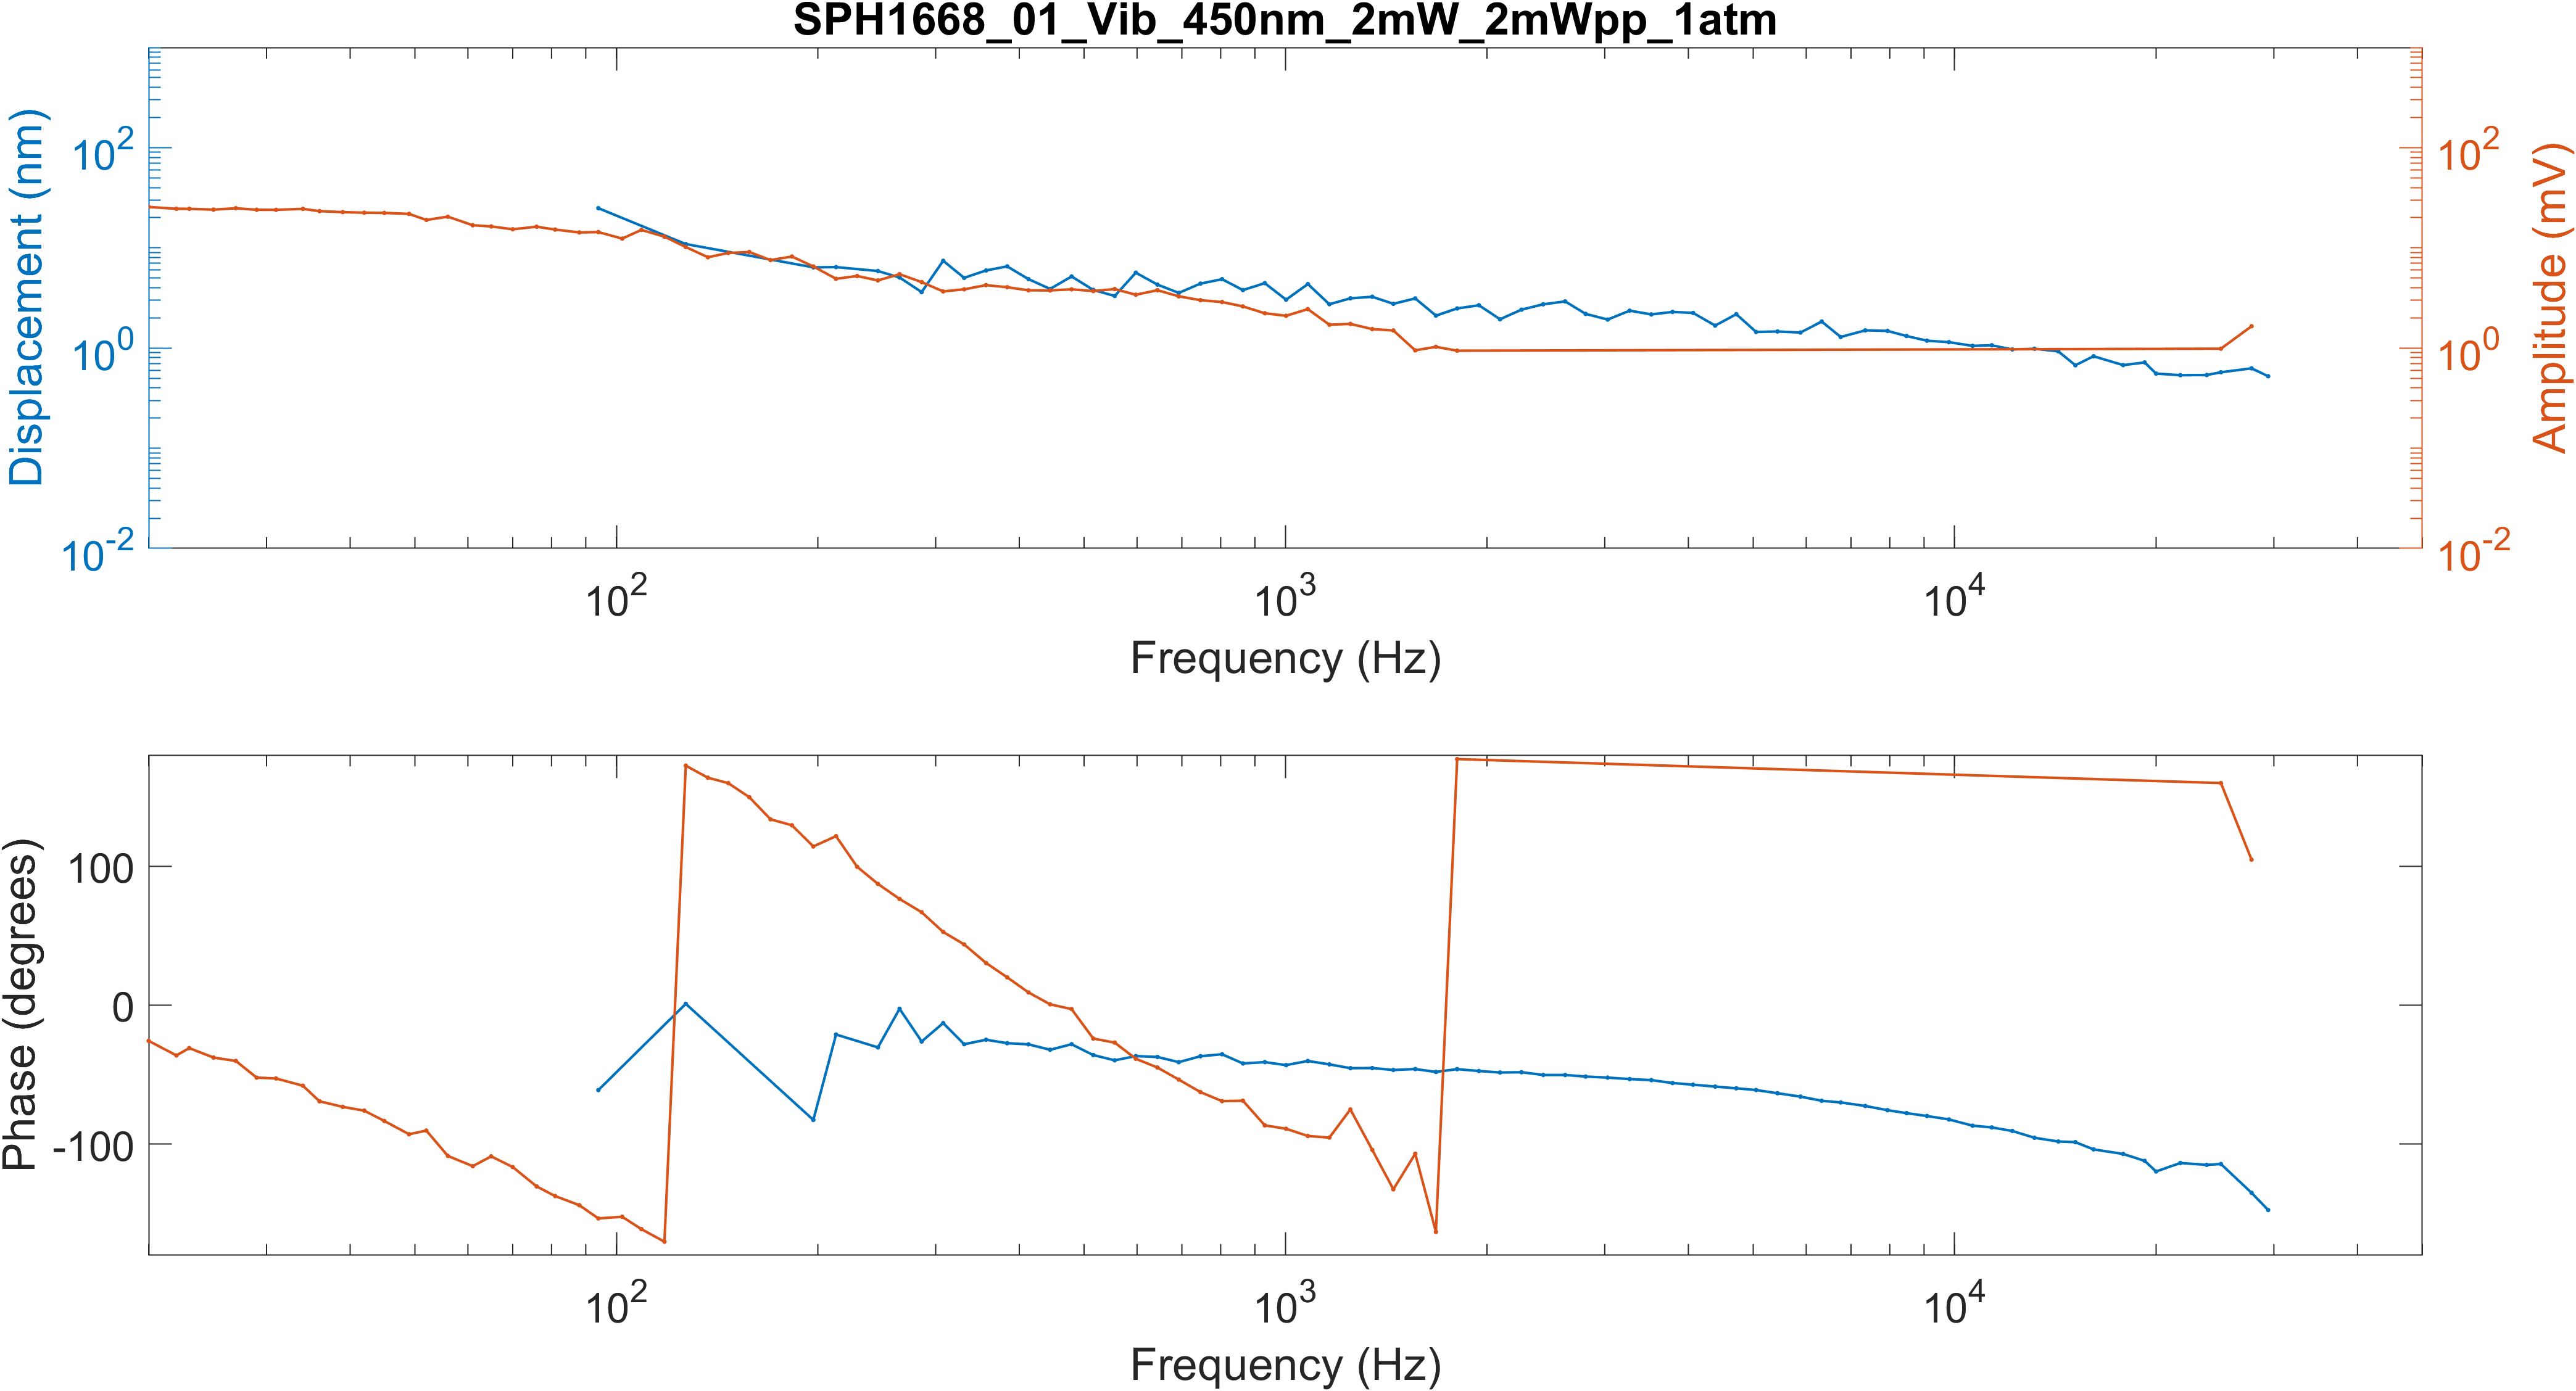 SPH1668_01_Vib_450nm_2mW_2mWpp_1atm
Displacement (nm)
10^2
10^0
10^-2
Amplitude (mV)
10^2
10^0
10^-2
10^2 10^3 10^4
Frequency (Hz)
Phase (degrees)
100
0
-100
10^2 10^3 10^4
Frequency (Hz)